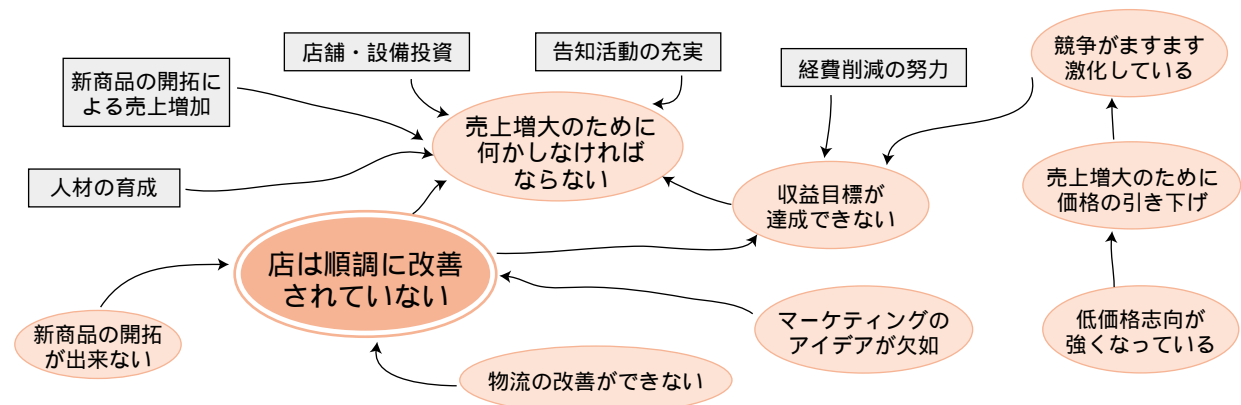 店舗・設備投資
告知活動の充実
競争がますます
激化している
新商品の開拓に
よる売上増加
経費削減の努力
売上増大のために
何かしなければ
ならない
人材の育成
売上増大のために
価格の引き下げ
収益目標が
達成できない
店は順調に改善
されていない
新商品の開拓
が出来ない
マーケティングの
アイデアが欠如
低価格志向が
強くなっている
物流の改善ができない